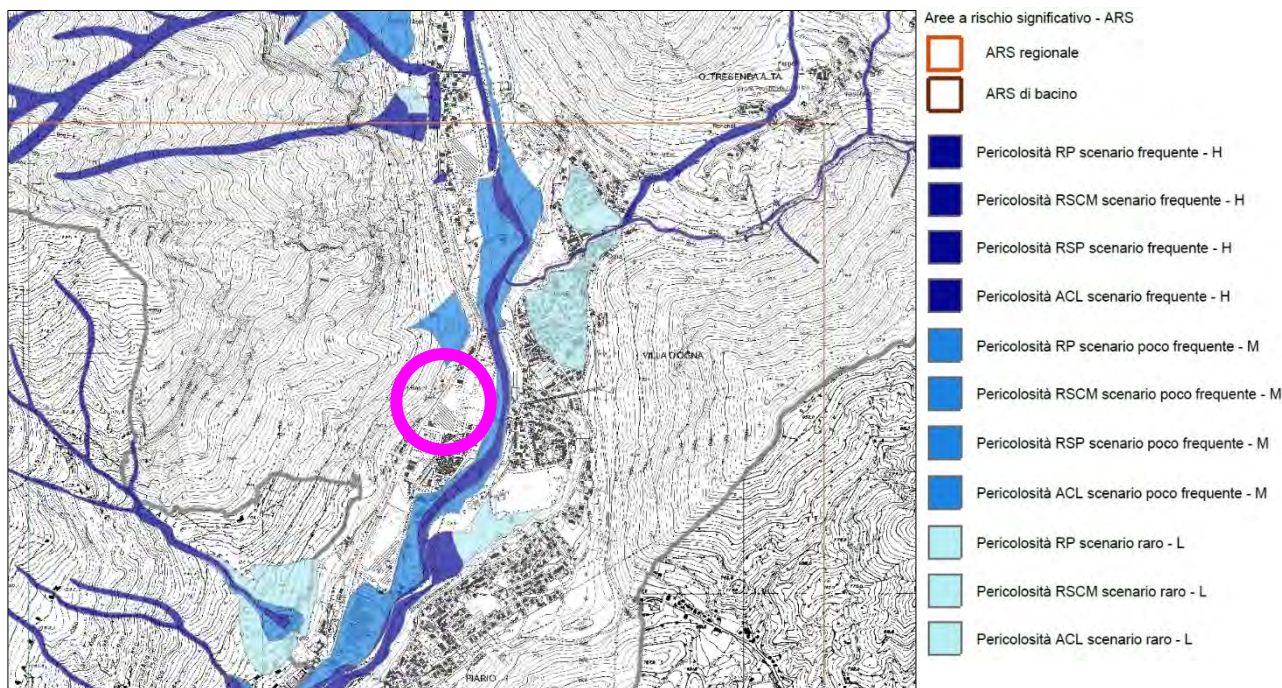 Aree a rischio significativo - ARS
ARS regionale
ARS di bacino
Pericolosità RP scenario frequente - H
Pericolosità RSCM scenario frequente - H
Pericolosità RSP scenario frequente - H
Pericolosità ACL scenario frequente - H
Pericolosità RP scenario poco frequente - M
Pericolosità RSCM scenario poco frequente - M
Pericolosità RSP scenario poco frequente - M
Pericolosità ACL scenario poco frequente - M
Pericolosità RP scenario raro - L
Pericolosità RSCM scenario raro - L
Pericolosità ACL scenario raro - L
VILLA D'OGNA
PIARIO